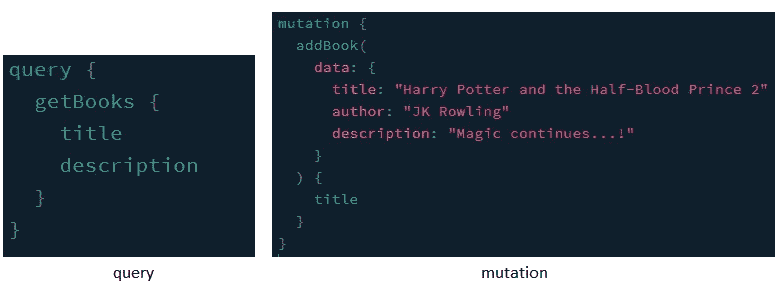 query {
  getBooks {
    title
    description
  }
}
query
mutation {
  addBook(
    data: {
      title: "Harry Potter and the Half-Blood Prince 2"
      author: "JK Rowling"
      description: "Magic continues...!"
    }
  ) {
    title
  }
}
mutation